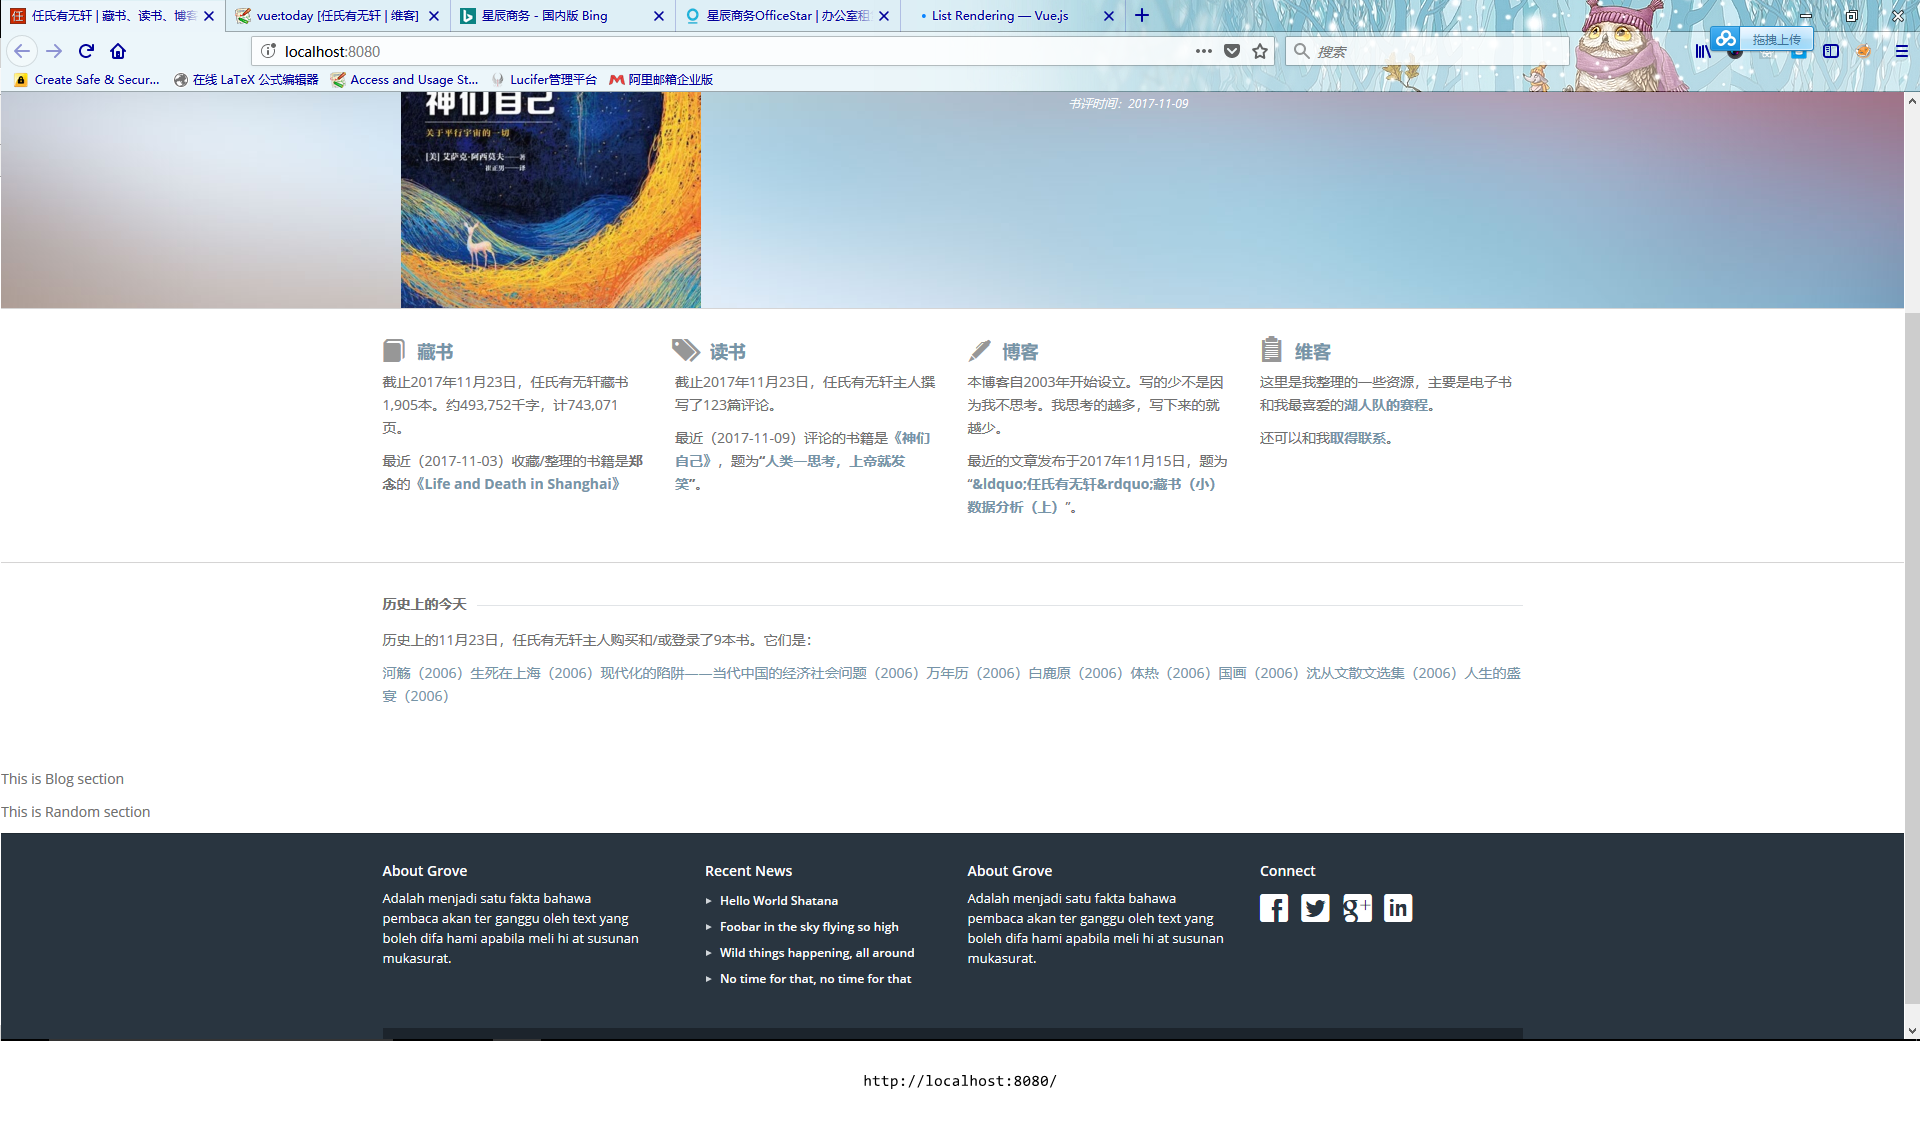 任氏有无轩 | 藏书、读书、博客
vue:today [任氏有无轩 | 维客]
星辰商务 - 国内版 Bing
星辰商务OfficeStar | 办公室租
List Rendering — Vue.js
localhost:8080
搜索
拖拽上传
Create Safe & Secur...
在线 LaTeX 公式编辑器
Access and Usage St...
Lucifer管理平台
阿里邮箱企业版
神们自己
关于平行宇宙的一切
[美] 艾萨克·阿西莫夫——著
崔正男——译
书评时间：2017-11-09
藏书
截止2017年11月23日，任氏有无轩藏书
1,905本。约493,752千字，计743,071
页。
最近（2017-11-03）收藏/整理的书籍是郑
念的《Life and Death in Shanghai》
读书
截止2017年11月23日，任氏有无轩主人撰
写了123篇评论。
最近（2017-11-09）评论的书籍是《神们
自己》，题为“人类一思考，上帝就发
笑”。
博客
本博客自2003年开始设立。写的少不是因
为我不思考。我思考的越多，写下来的就
越少。
最近的文章发布于2017年11月15日，题为
“&ldquo;任氏有无轩&rdquo;藏书（小）
数据分析（上）”。
维客
这里是我整理的一些资源，主要是电子书
和我最喜爱的湖人队的赛程。
还可以和我取得联系。
历史上的今天
历史上的11月23日，任氏有无轩主人购买和/或登录了9本书。它们是：
河觞（2006）生死在上海（2006）现代化的陷阱——当代中国的经济社会问题（2006）万年历（2006）白鹿原（2006）体热（2006）国画（2006）沈从文散文选集（2006）人生的盛
宴（2006）
This is Blog section
This is Random section
About Grove
Adalah menjadi satu fakta bahawa
pembaca akan ter ganggu oleh text yang
boleh difa hami apabila meli hi at susunan
mukasurat.
Recent News
Hello World Shatana
Foobar in the sky flying so high
Wild things happening, all around
No time for that, no time for that
About Grove
Adalah menjadi satu fakta bahawa
pembaca akan ter ganggu oleh text yang
boleh difa hami apabila meli hi at susunan
mukasurat.
Connect
http://localhost:8080/